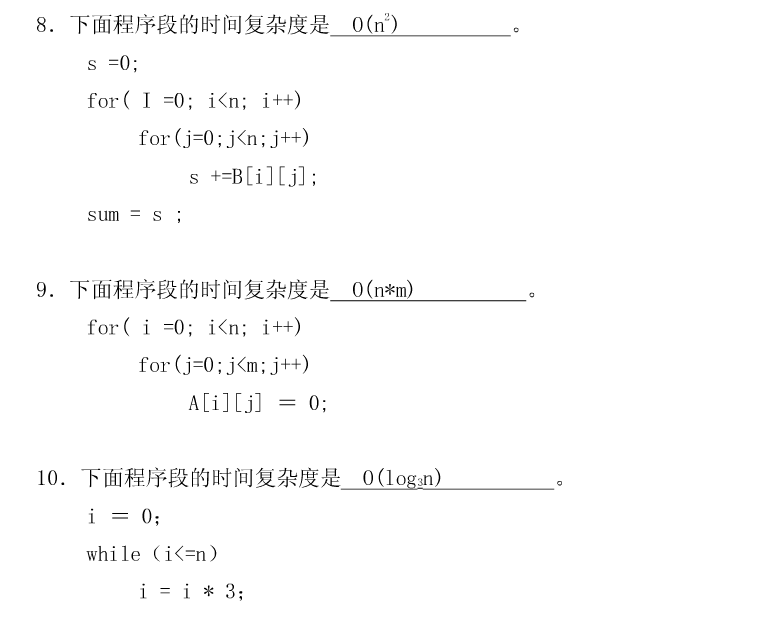 8. 下面程序段的时间复杂度是 O(n²) 。
s =0;
for( I =0; i<n; i++)
for(j=0;j<n;j++)
s +=B[i][j];
sum = s ;
9. 下面程序段的时间复杂度是 O(n*m) 。
for( i =0; i<n; i++)
for(j=0;j<m;j++)
A[i][j] ＝ 0;
10. 下面程序段的时间复杂度是 O(log₃n) 。
i ＝ 0;
while（i<=n）
i = i * 3;